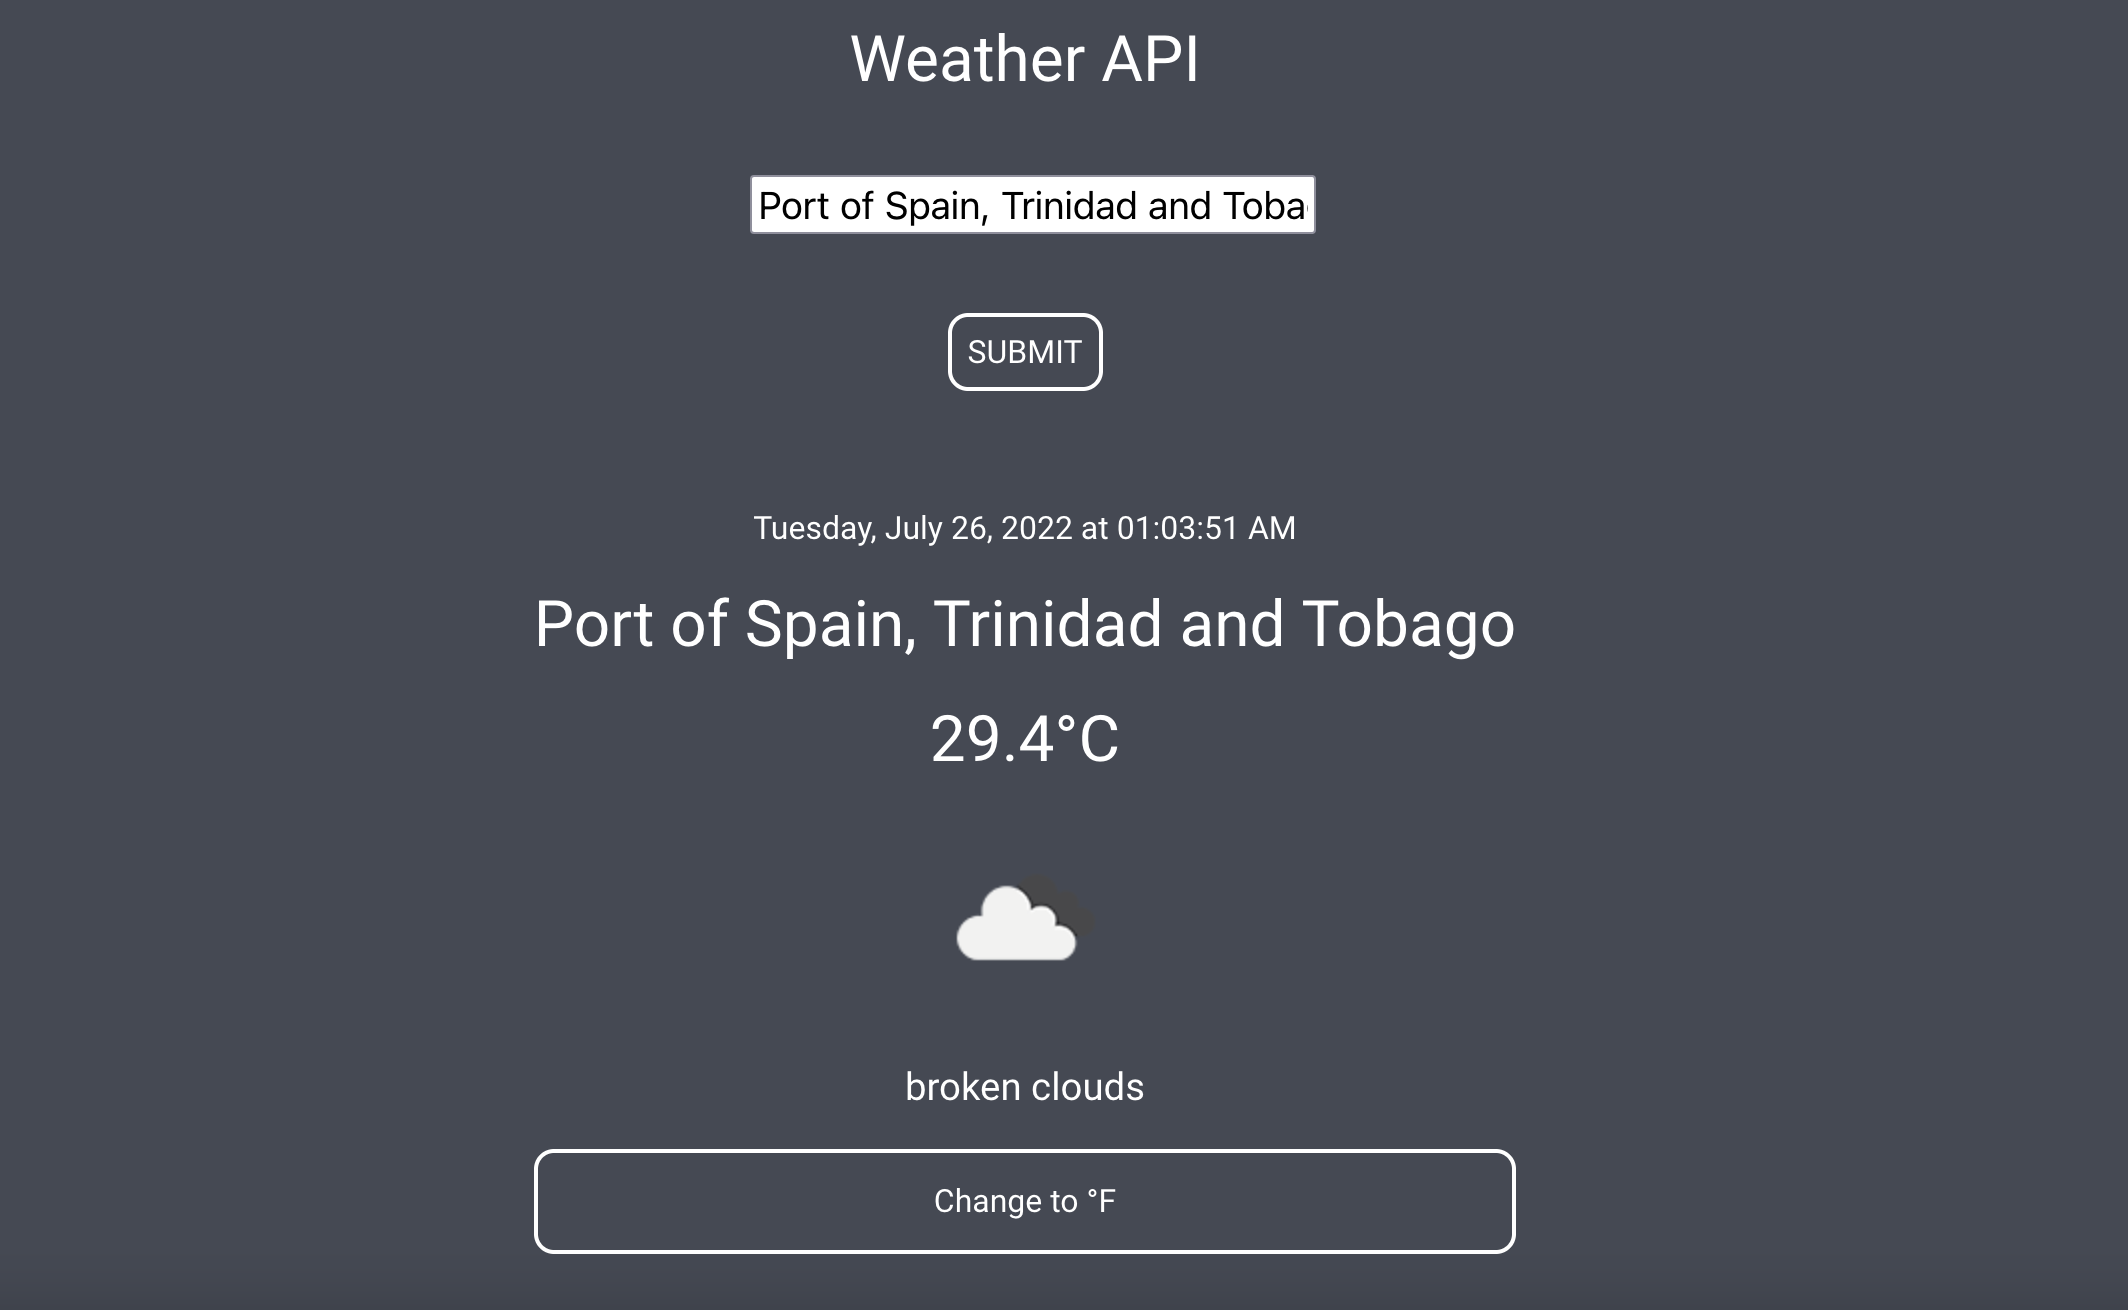 Weather API
Port of Spain, Trinidad and Toba
SUBMIT
Tuesday, July 26, 2022 at 01:03:51 AM
Port of Spain, Trinidad and Tobago
29.4°C
broken clouds
Change to °F